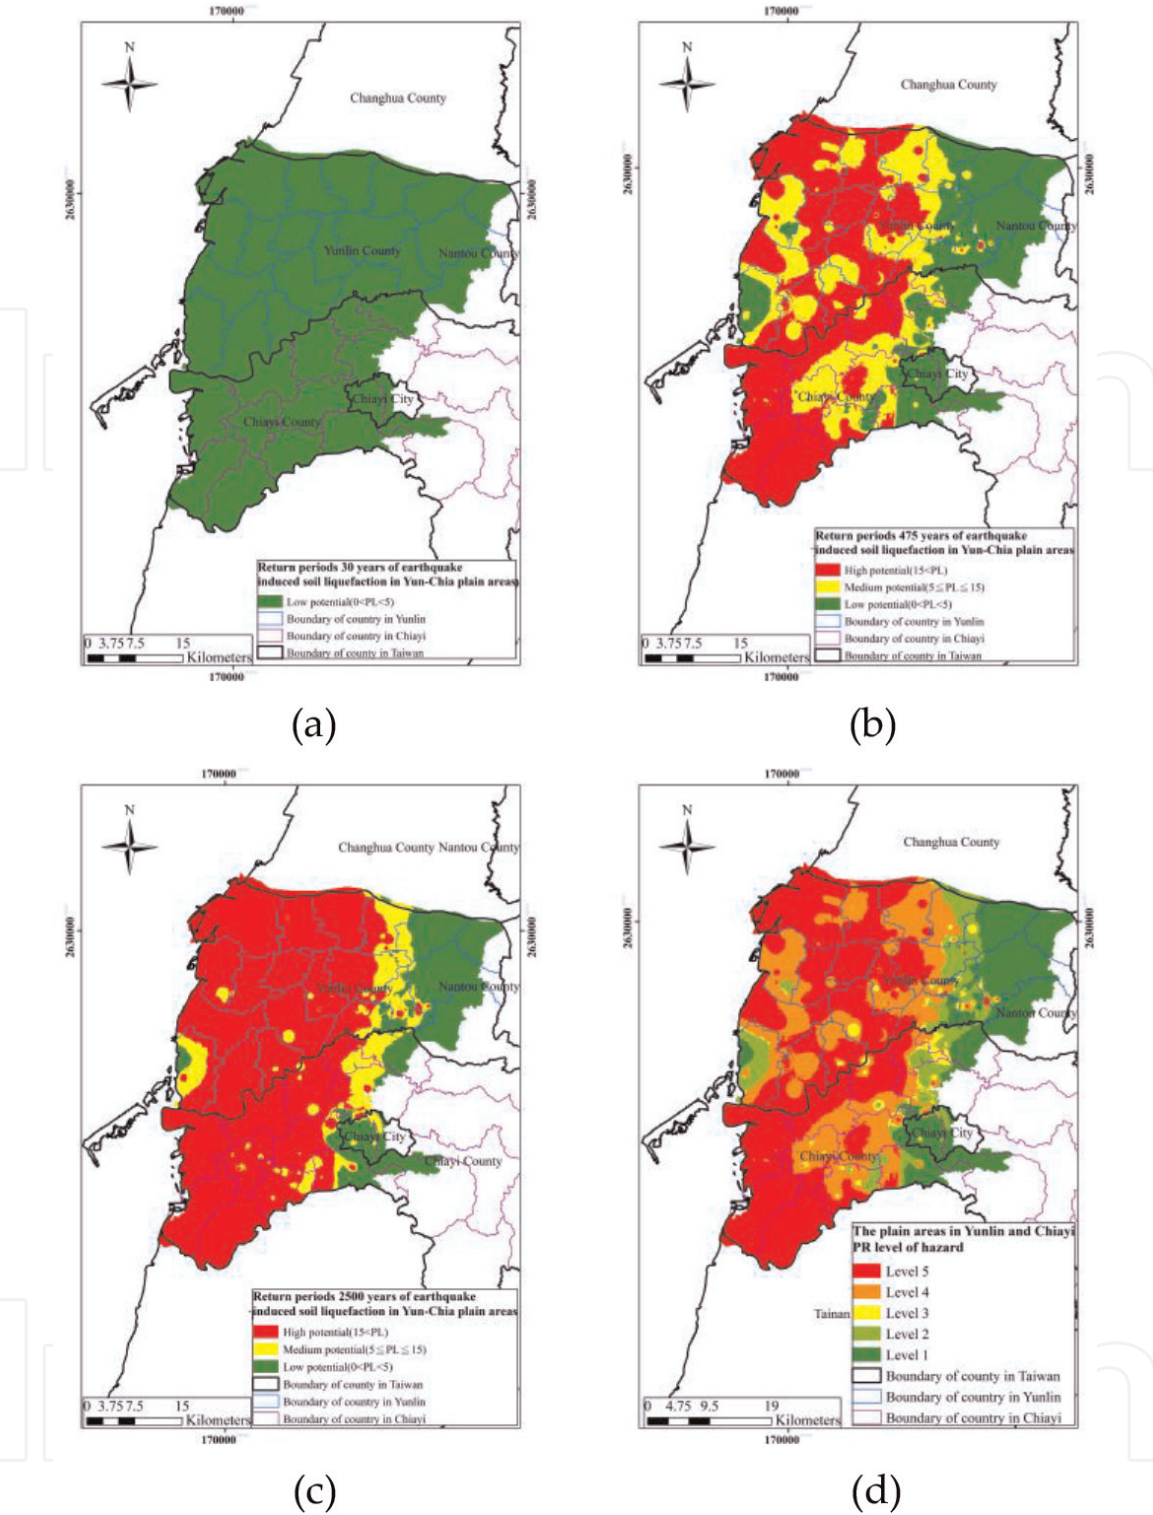 170000
170000
N
N
Changhua County
Changhua County
2630000
2630000
2630000
2630000
Yunlin County
Nantou County
Yunlin County
Nantou County
Chiayi City
Chiayi County
Chiayi City
Chiayi County
Return periods 30 years of earthquake
induced soil liquefaction in Yun-Chia plain areas
Low potential(0<PL<5)
Boundary of country in Yunlin
Boundary of country in Chiayi
Boundary of county in Taiwan
0 3.75 7.5 15
Kilometers
170000
Return periods 475 years of earthquake
induced soil liquefaction in Yun-Chia plain areas
High potential(15<PL)
Medium potential(5≦PL≦15)
Low potential(0<PL<5)
Boundary of country in Yunlin
Boundary of country in Chiayi
Boundary of county in Taiwan
0 3.75 7.5 15
Kilometers
170000
(a)
(b)
170000
170000
N
N
Changhua County Nantou County
Changhua County
2630000
2630000
2630000
2630000
Yunlin County
Nantou County
Yunlin County
Nantou County
Chiayi City
Chiayi County
Chiayi City
Chiayi County
Return periods 2500 years of earthquake
induced soil liquefaction in Yun-Chia plain areas
High potential(15<PL)
Medium potential(5≦PL≦15)
Low potential(0<PL<5)
Boundary of county in Taiwan
Boundary of country in Yunlin
Boundary of country in Chiayi
0 3.75 7.5 15
Kilometers
170000
The plain areas in Yunlin and Chiayi
PR level of hazard
Level 5
Level 4
Level 3
Level 2
Level 1
Boundary of county in Taiwan
Boundary of country in Yunlin
Boundary of country in Chiayi
Tainan
0 4.75 9.5 19
Kilometers
170000
(c)
(d)